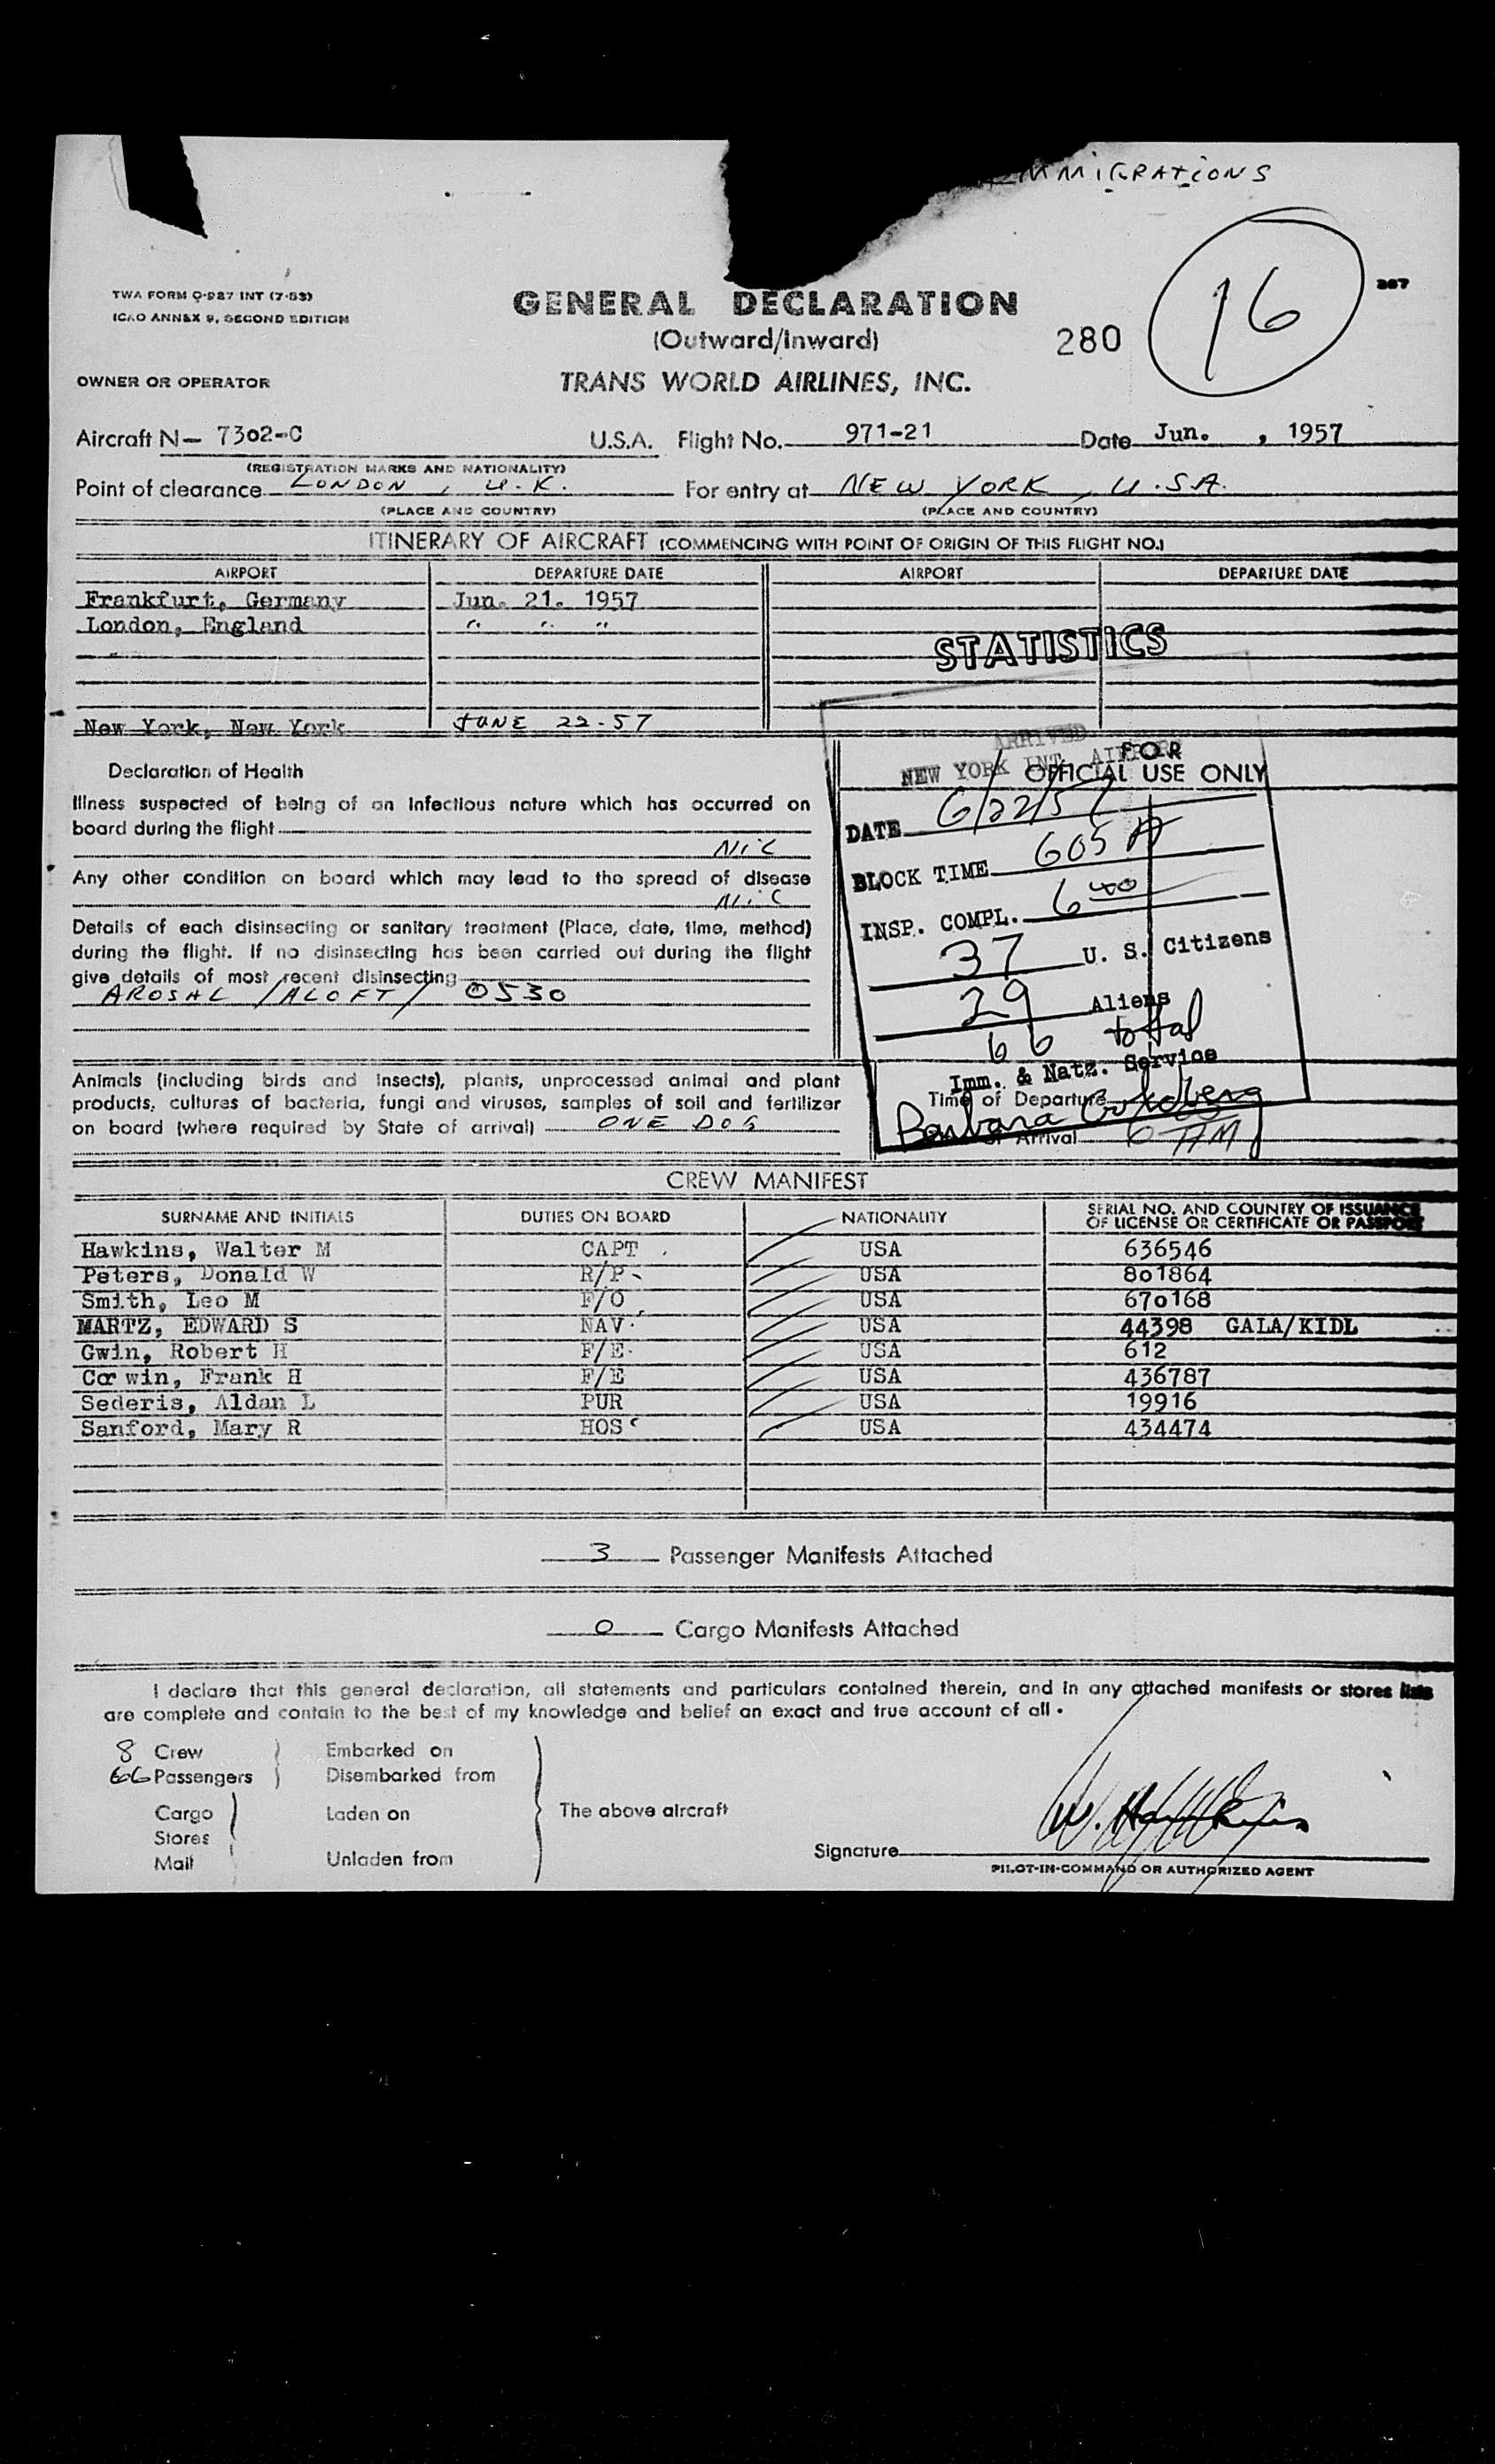 MMIGRATIONS
TWA FORM O-987 INT (7-53)
ICAO ANNEX 9, SECOND EDITION
GENERAL DECLARATION
(Outward/Inward)
280
16
367
OWNER OR OPERATOR
TRANS WORLD AIRLINES, INC.
Aircraft N- 7302-C U.S.A. Flight No. 971-21 Date Jun. , 1957
(REGISTRATION MARKS AND NATIONALITY)
Point of clearance LONDON, U.K. For entry at NEW YORK, U.S.A.
(PLACE AND COUNTRY) (PLACE AND COUNTRY)
ITINERARY OF AIRCRAFT (COMMENCING WITH POINT OF ORIGIN OF THIS FLIGHT NO.)
AIRPORT DEPARTURE DATE AIRPORT DEPARTURE DATE
Frankfurt, Germany Jun. 21. 1957
London, England " " "
STATISTICS
New York, New York JUNE 22-57
ARRIVED
NEW YORK INT. AIRPORT
FOR
OFFICIAL USE ONLY
DATE 6/22/57
BLOCK TIME 605 A
INSP. COMPL. 6 40
37 U. S. Citizens
29 Aliens
66 total
Imm. & Natz. Service
Time of Departure
Barbara Goldberg
Arrival 6 AM
Declaration of Health
Illness suspected of being of an infectious nature which has occurred on
board during the flight
NIL
Any other condition on board which may lead to the spread of disease
NIL
Details of each disinsecting or sanitary treatment (Place, date, time, method)
during the flight. If no disinsecting has been carried out during the flight
give details of most recent disinsecting
AROSAL /ALOFT/ 0530
Animals (including birds and insects), plants, unprocessed animal and plant
products, cultures of bacteria, fungi and viruses, samples of soil and fertilizer
on board (where required by State of arrival) ONE DOG
CREW MANIFEST
SURNAME AND INITIALS DUTIES ON BOARD NATIONALITY SERIAL NO. AND COUNTRY OF ISSUANCE
OF LICENSE OR CERTIFICATE OR PASSPORT
Hawkins, Walter M CAPT USA 636546
Peters, Donald W R/P USA 801864
Smith, Leo M F/O USA 670168
MARTZ, EDWARD S NAV USA 44398 GALA/KIDL
Gwin, Robert H F/E USA 612
Corwin, Frank H F/E USA 436787
Sederis, Aldan L PUR USA 19916
Sanford, Mary R HOS USA 434474
3 Passenger Manifests Attached
0 Cargo Manifests Attached
I declare that this general declaration, all statements and particulars contained therein, and in any attached manifests or stores lists
are complete and contain to the best of my knowledge and belief an exact and true account of all.
8 Crew Embarked on
66 Passengers Disembarked from
Cargo Laden on The above aircraft
Stores
Mail Unladen from
Signature W. Hawkins
PILOT-IN-COMMAND OR AUTHORIZED AGENT